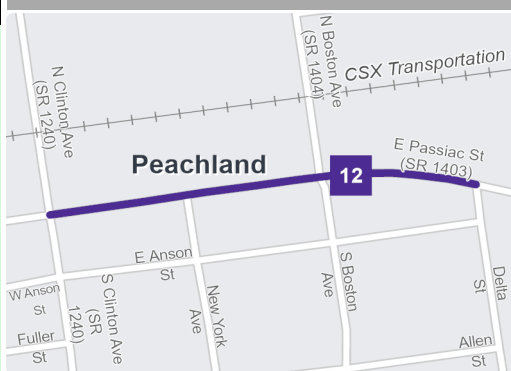 N Clinton Ave
(SR 1240)
N Boston Ave
(SR 1404)
CSX Transportation
Peachland
12
E Passiac St
(SR 1403)
E Anson
St
W Anson
St
S Clinton Ave
(SR
1240)
New York
Ave
S Boston
Ave
Delta
St
Fuller
St
Allen
St